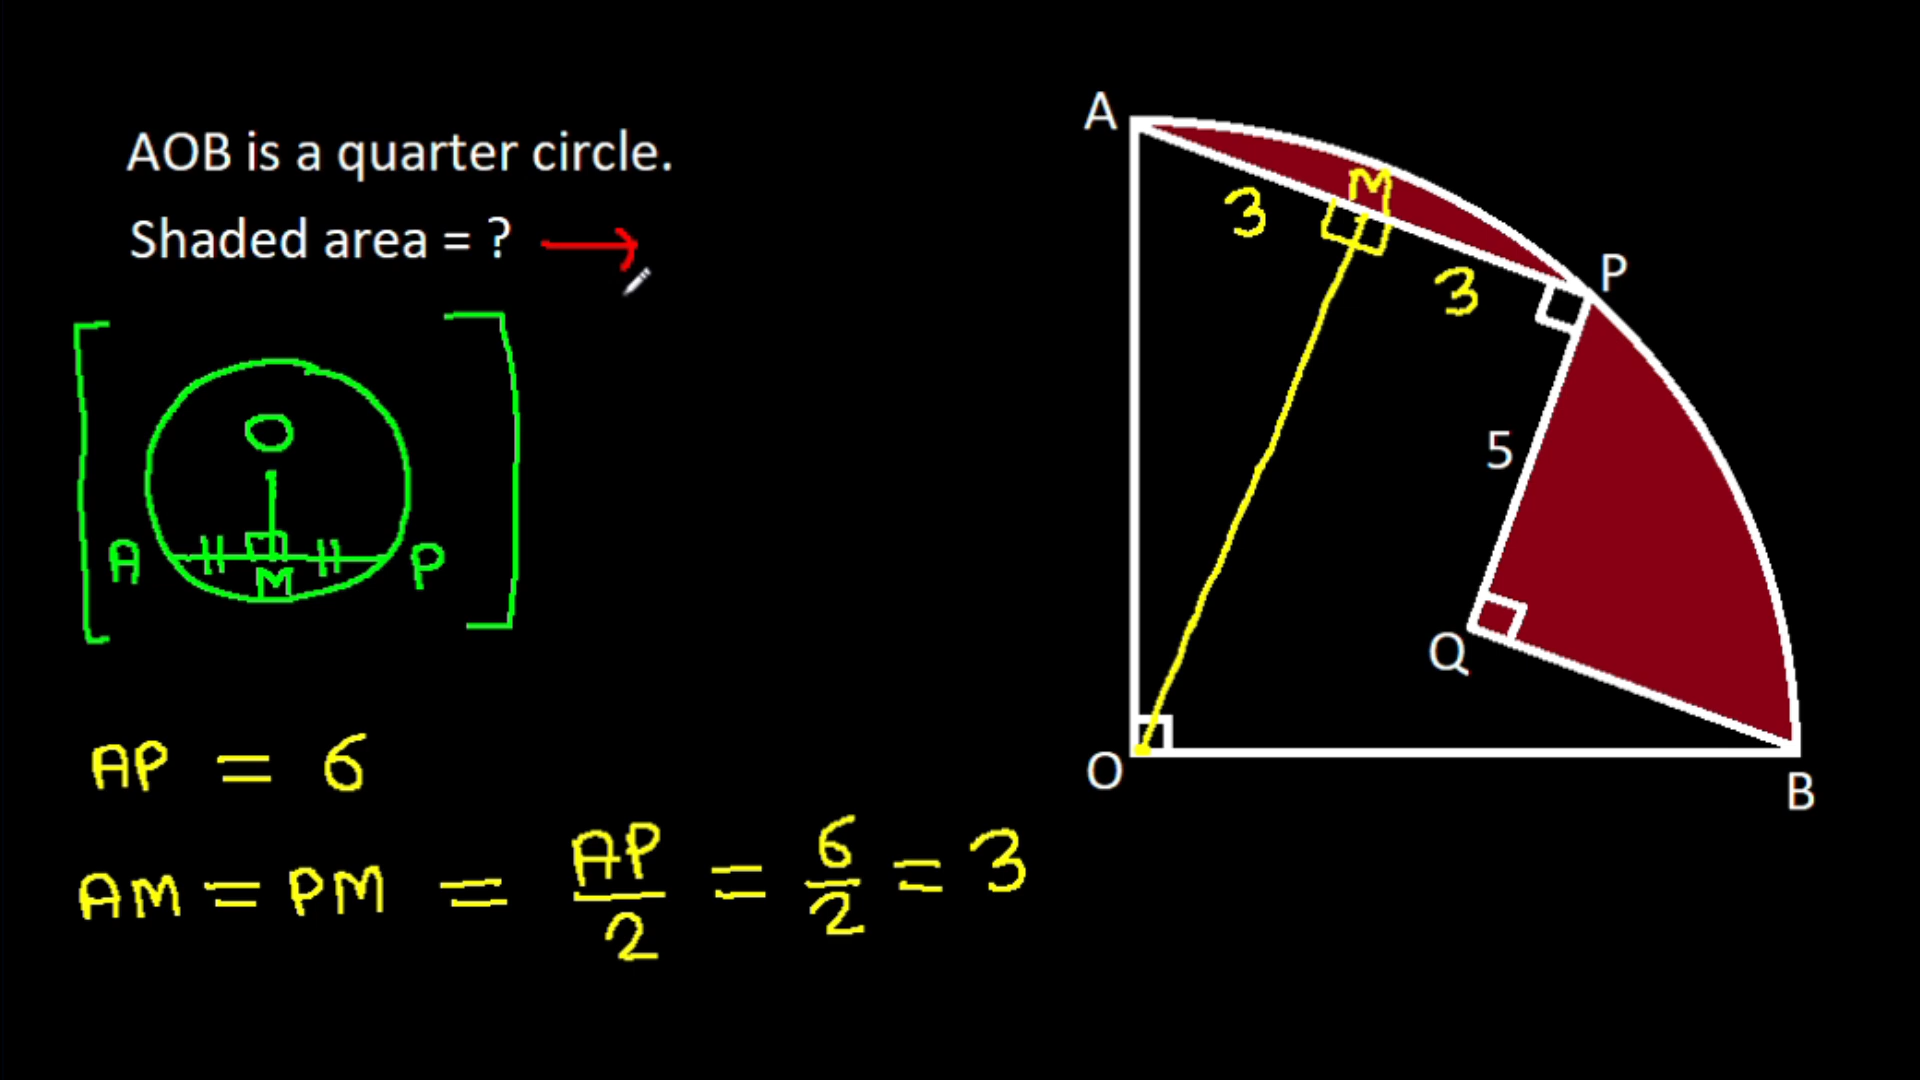 AOB is a quarter circle.
Shaded area = ? →
O
A M P
AP = 6
AM = PM = AP/2 = 6/2 = 3
A
M
3
3
P
5
Q
O
B